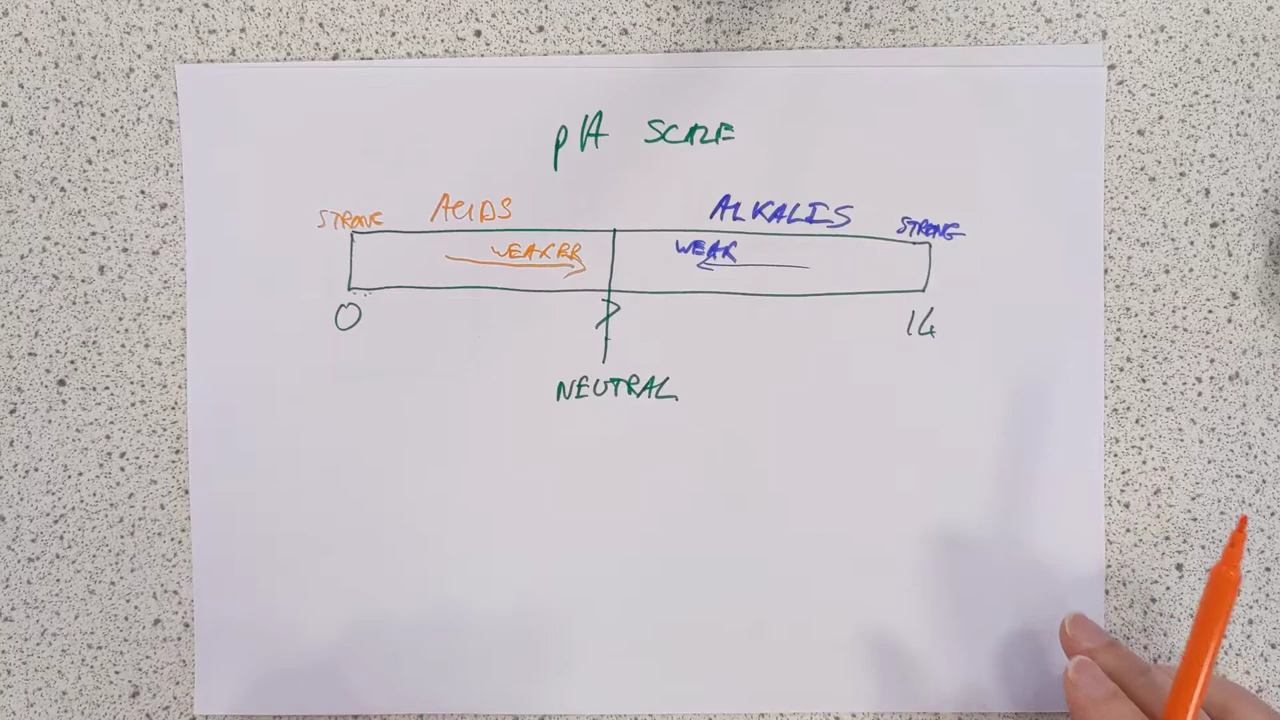 pH SCALE
STRONG ACIDS ALKALIS STRONG
WEAKER WEAK
0 7 14
NEUTRAL